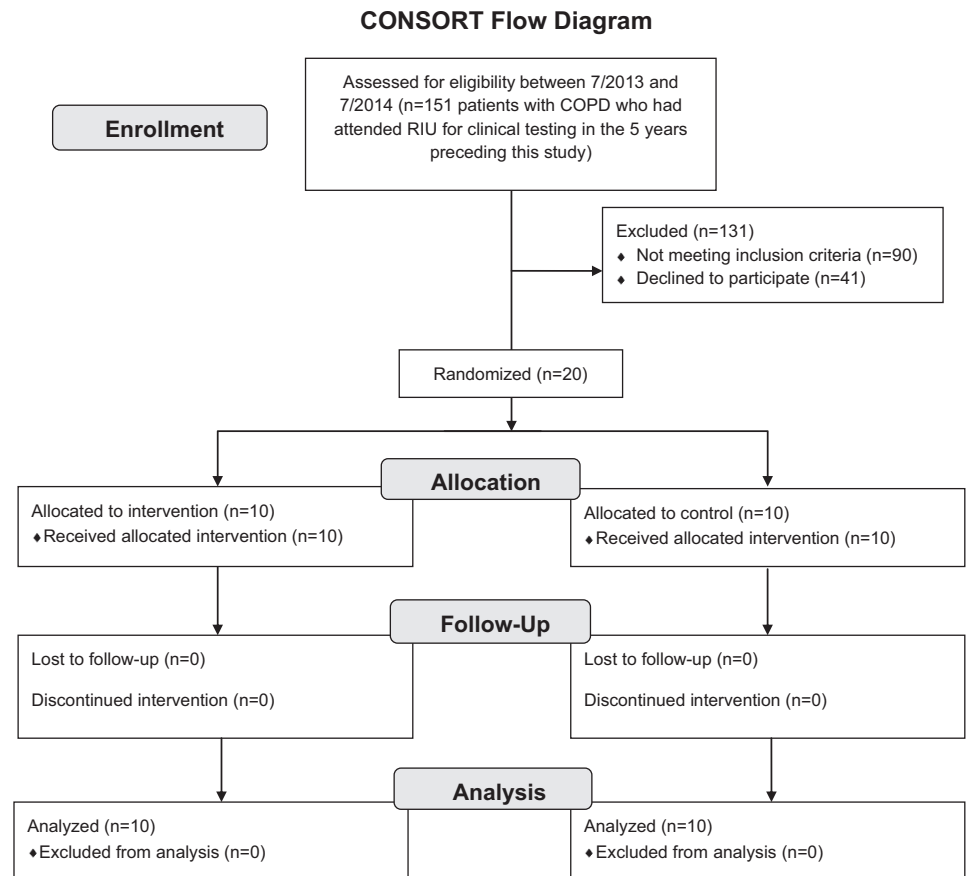 CONSORT Flow Diagram
Assessed for eligibility between 7/2013 and
7/2014 (n=151 patients with COPD who had
attended RIU for clinical testing in the 5 years
preceding this study)
Enrollment
Excluded (n=131)
♦ Not meeting inclusion criteria (n=90)
♦ Declined to participate (n=41)
Randomized (n=20)
Allocation
Allocated to intervention (n=10)
♦Received allocated intervention (n=10)
Allocated to control (n=10)
♦Received allocated intervention (n=10)
Follow-Up
Lost to follow-up (n=0)
Discontinued intervention (n=0)
Lost to follow-up (n=0)
Discontinued intervention (n=0)
Analysis
Analyzed (n=10)
♦Excluded from analysis (n=0)
Analyzed (n=10)
♦Excluded from analysis (n=0)